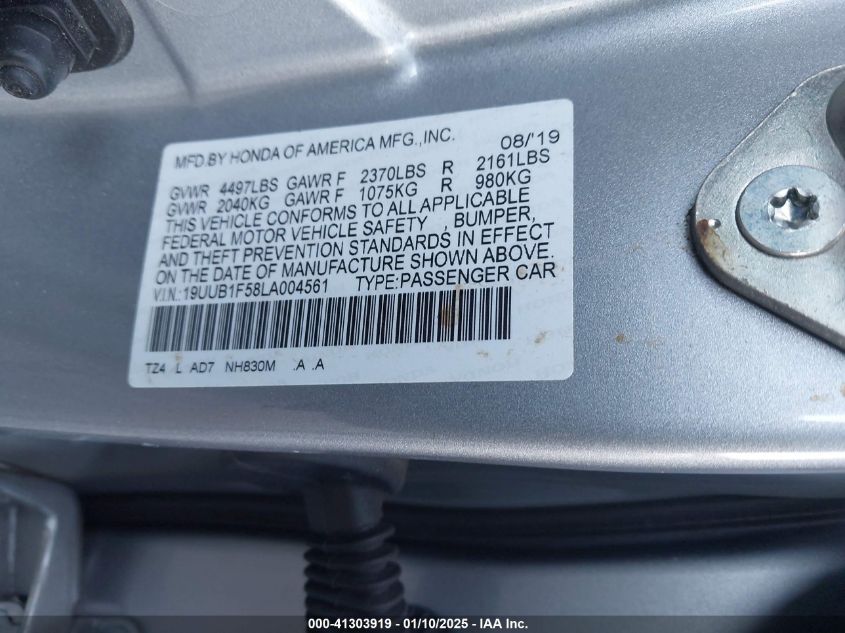 MFD.BY HONDA OF AMERICA MFG.,INC. 08/'19
GVWR 4497LBS GAWR F 2370LBS R 2161LBS
GVWR 2040KG GAWR F 1075KG R 980KG
THIS VEHICLE CONFORMS TO ALL APPLICABLE
FEDERAL MOTOR VEHICLE SAFETY , BUMPER,
AND THEFT PREVENTION STANDARDS IN EFFECT
ON THE DATE OF MANUFACTURE SHOWN ABOVE.
V.I.N.:19UUB1F58LA004561 TYPE:PASSENGER CAR
TZ4 L AD7 NH830M .A .A
000-41303919 - 01/10/2025 - IAA Inc.